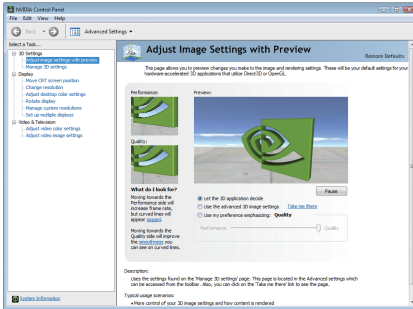 NVIDIA Control Panel
File Edit View Help
Back Advanced Settings
Select a Task...
3D Settings
Adjust image settings with preview
Manage 3D settings
Display
Move CRT screen position
Change resolution
Adjust desktop color settings
Rotate display
Manage custom resolutions
Set up multiple displays
Video & Television
Adjust video color settings
Adjust video image settings
System Information
Adjust Image Settings with Preview
Restore Defaults
This page allows you to preview changes you make to the image and rendering settings. These will be your default settings for your
hardware accelerated 3D applications that utilize Direct3D or OpenGL.
Performance:
Preview:
Quality:
What do I look for?
Moving towards the
Performance side will
increase frame rate,
but curved lines will
appear jagged.
Moving towards the
Quality side will improve
the smoothness you
can see on curved lines.
Pause
Let the 3D application decide
Use the advanced 3D image settings Take me there
Use my preference emphasizing: Quality
Performance Quality
Description:
Uses the settings found on the 'Manage 3D settings' page. This page is located in the Advanced settings which
can be accessed from the toolbar. Also, you can click on the 'Take me there' link to see the page.
Typical usage scenarios:
• More control of your 3D image settings and how content is rendered